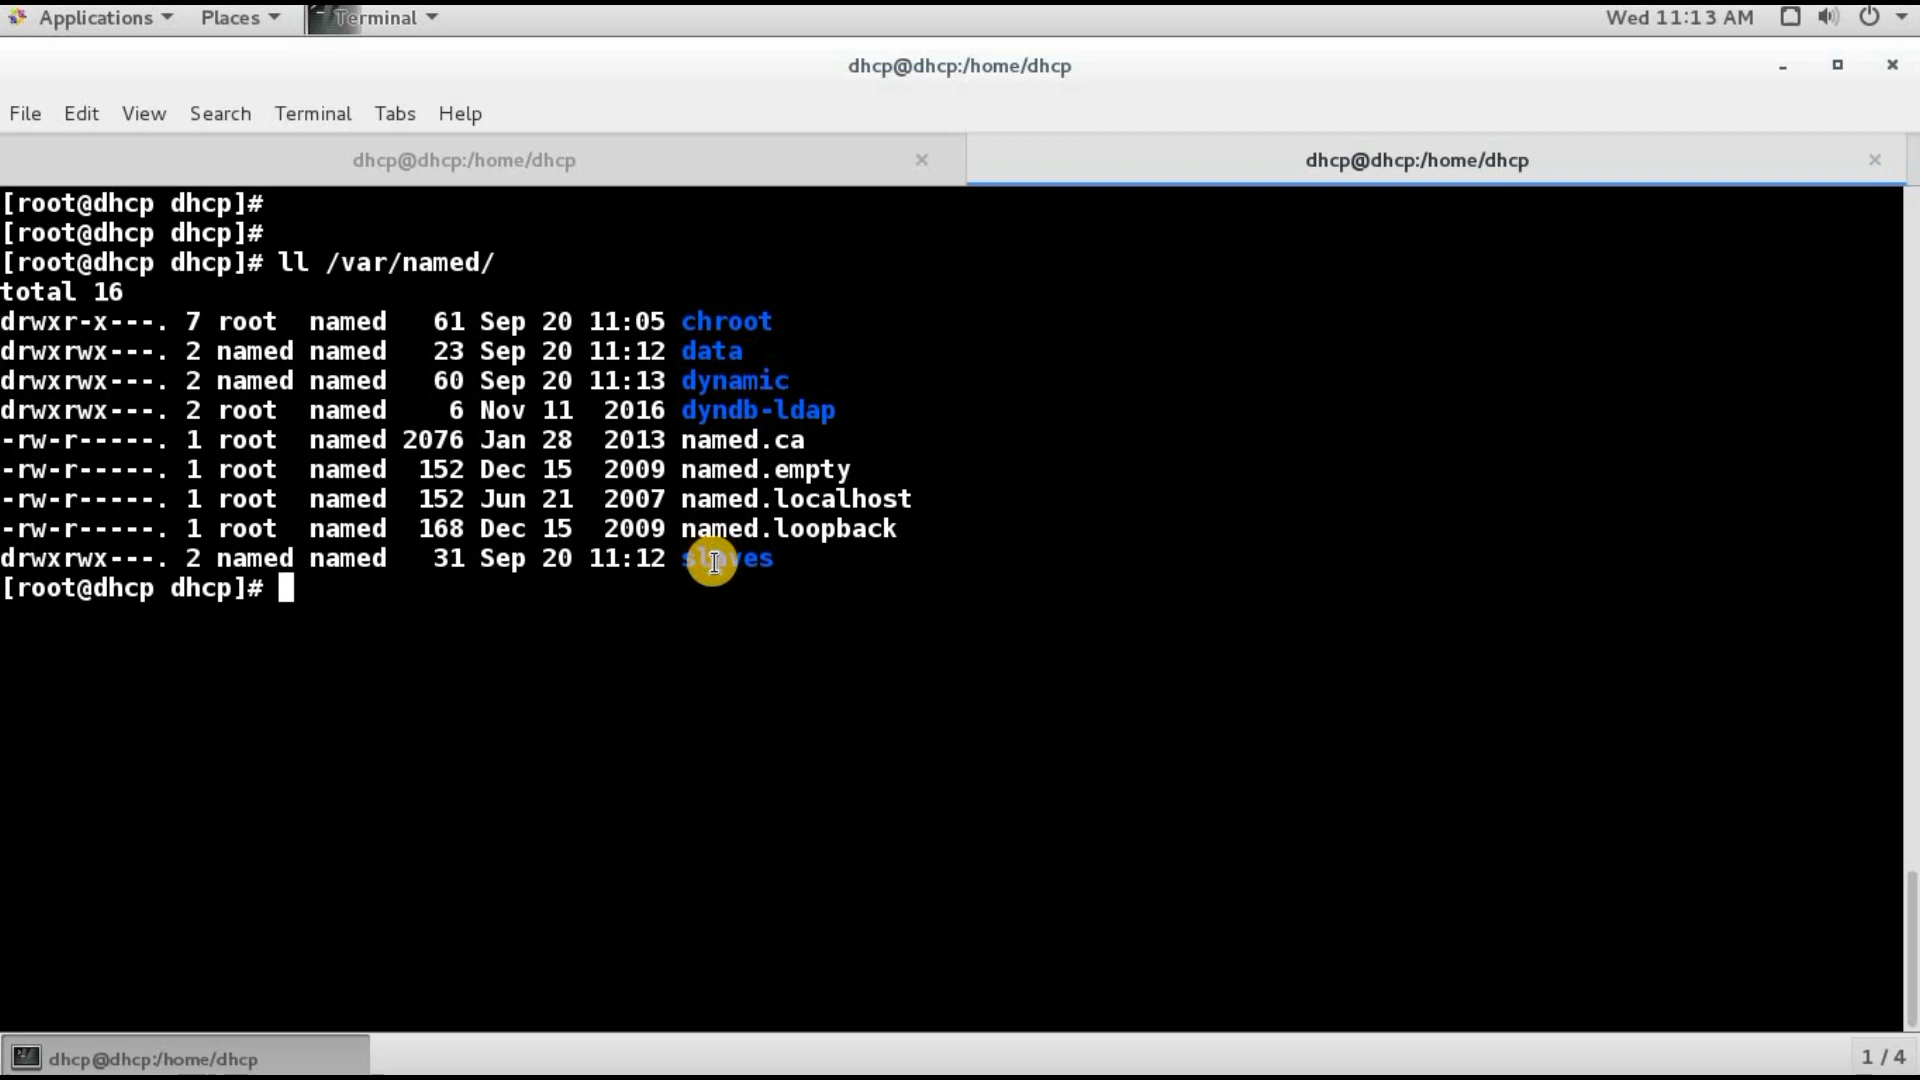 Applications Places Terminal Wed 11:13 AM
dhcp@dhcp:/home/dhcp
File Edit View Search Terminal Tabs Help
dhcp@dhcp:/home/dhcp dhcp@dhcp:/home/dhcp
[root@dhcp dhcp]#
[root@dhcp dhcp]#
[root@dhcp dhcp]# ll /var/named/
total 16
drwxr-x---. 7 root  named   61 Sep 20 11:05 chroot
drwxrwx---. 2 named named   23 Sep 20 11:12 data
drwxrwx---. 2 named named   60 Sep 20 11:13 dynamic
drwxrwx---. 2 root  named    6 Nov 11  2016 dyndb-ldap
-rw-r-----. 1 root  named 2076 Jan 28  2013 named.ca
-rw-r-----. 1 root  named  152 Dec 15  2009 named.empty
-rw-r-----. 1 root  named  152 Jun 21  2007 named.localhost
-rw-r-----. 1 root  named  168 Dec 15  2009 named.loopback
drwxrwx---. 2 named named   31 Sep 20 11:12 slaves
[root@dhcp dhcp]#
dhcp@dhcp:/home/dhcp 1 / 4